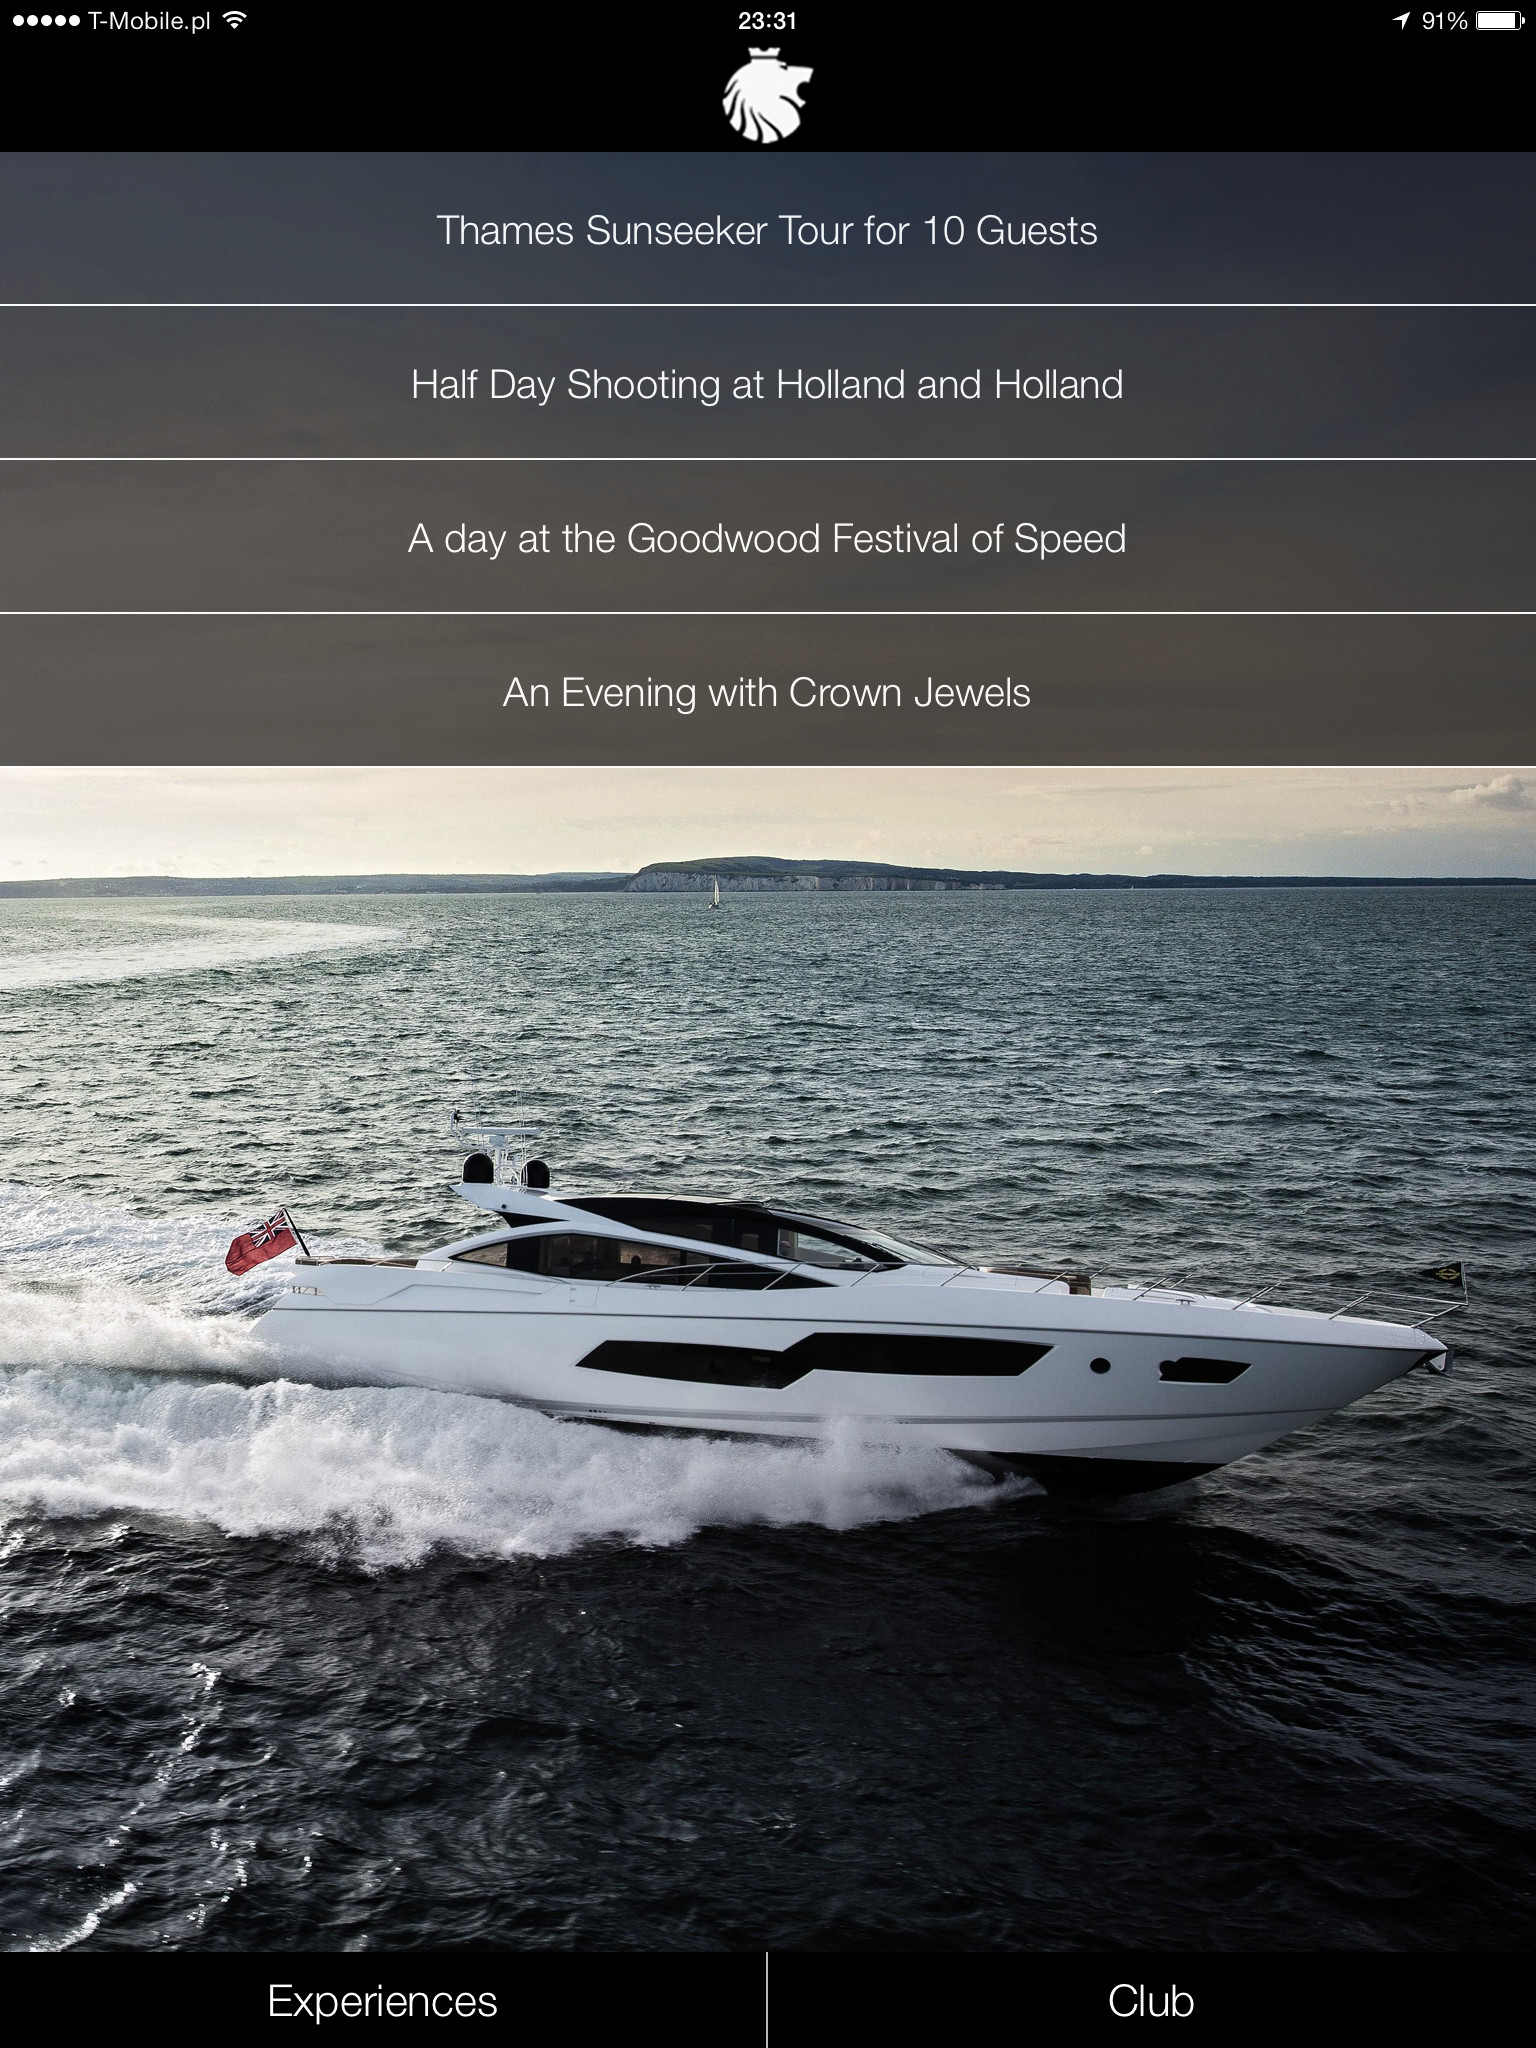 T-Mobile.pl 23:31 91%
Thames Sunseeker Tour for 10 Guests
Half Day Shooting at Holland and Holland
A day at the Goodwood Festival of Speed
An Evening with Crown Jewels
Experiences Club